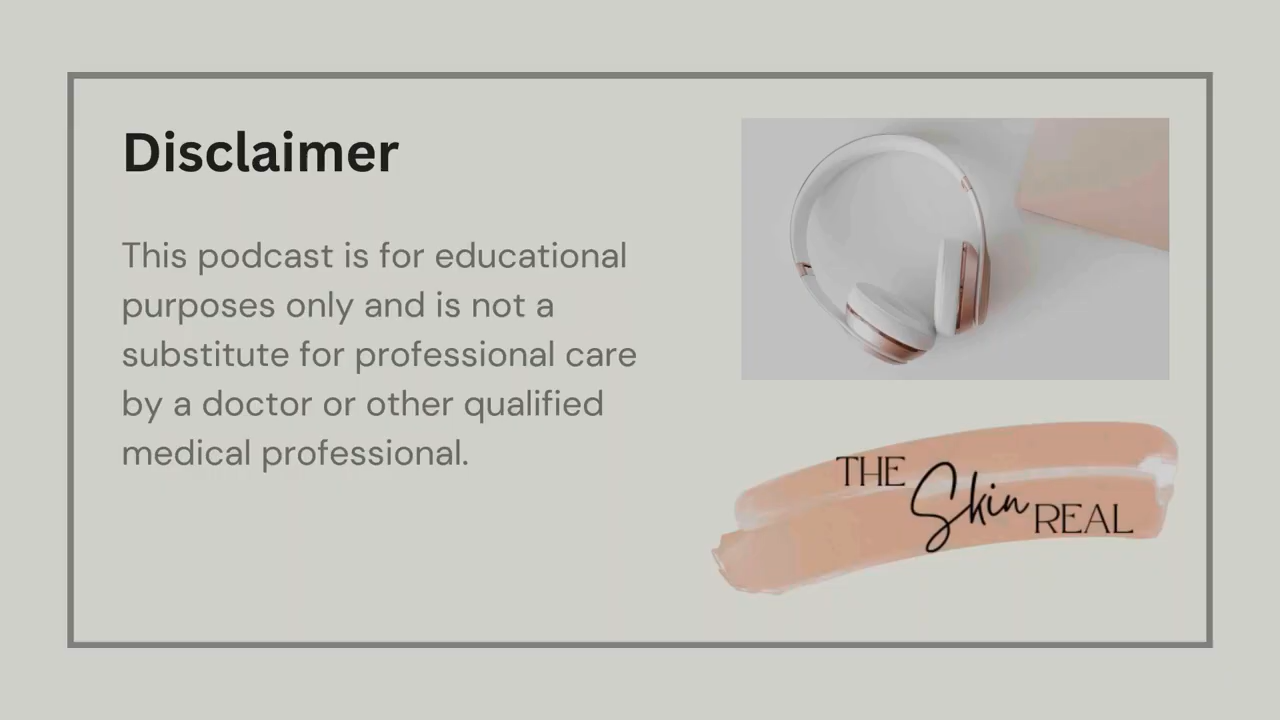 Disclaimer
This podcast is for educational
purposes only and is not a
substitute for professional care
by a doctor or other qualified
medical professional.
THE Skin REAL